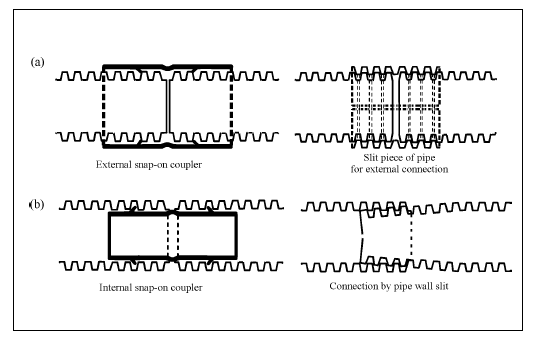 (a)
External snap-on coupler
Slit piece of pipe
for external connection
(b)
Internal snap-on coupler
Connection by pipe wall slit